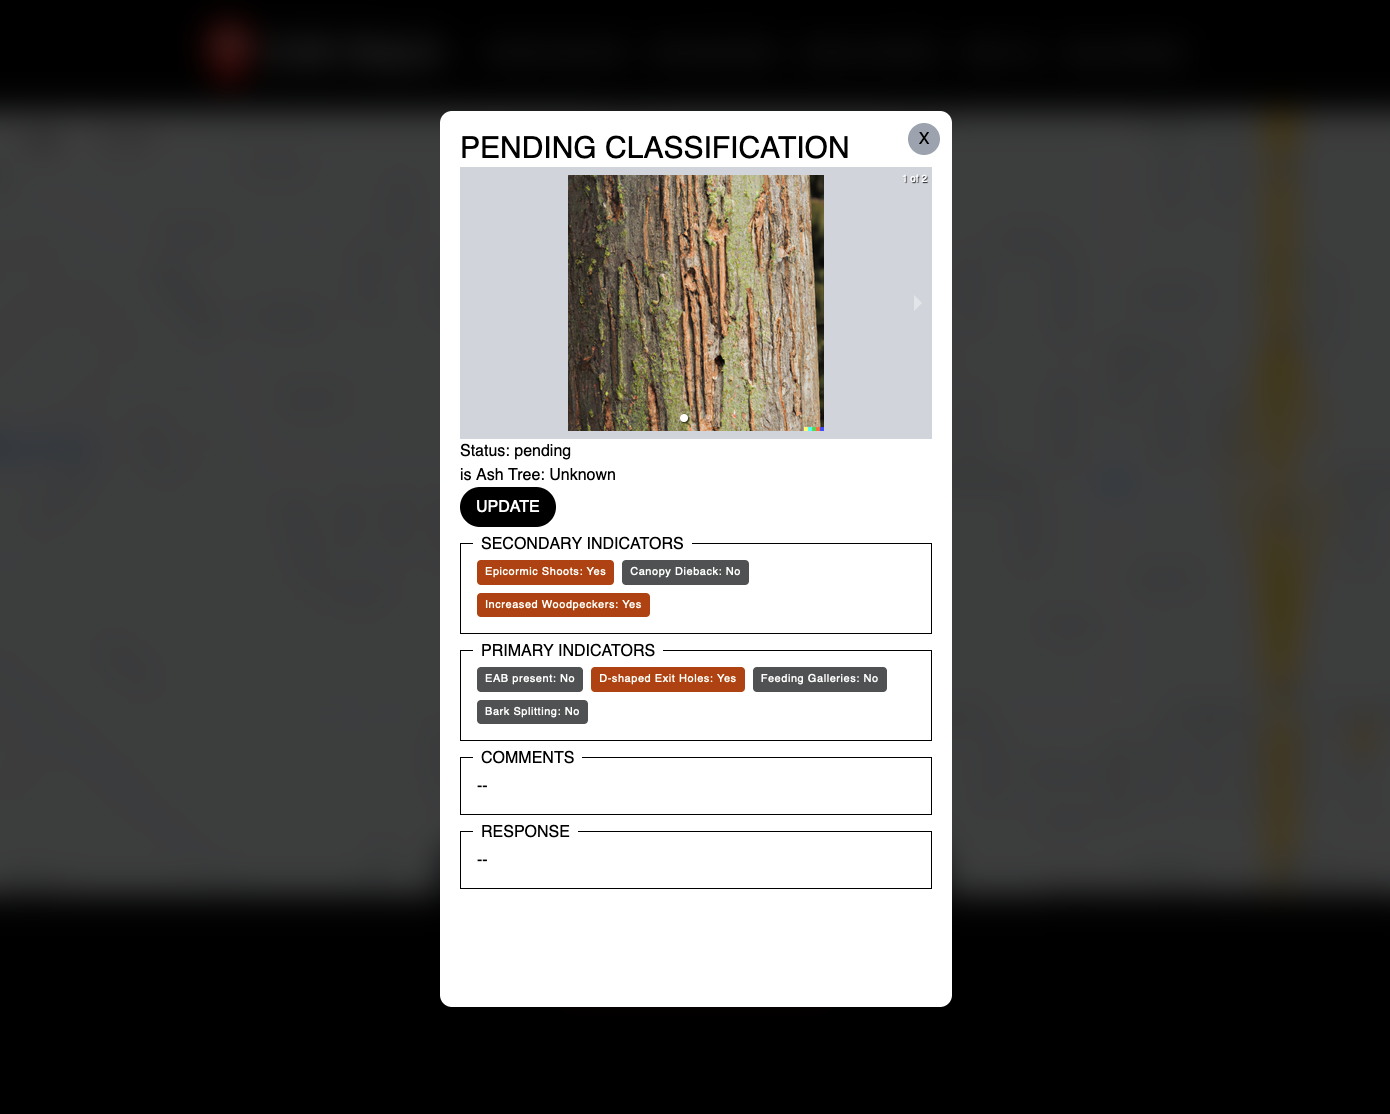 PENDING CLASSIFICATION
X
1 of 2
Status: pending
is Ash Tree: Unknown
UPDATE
SECONDARY INDICATORS
Epicormic Shoots: Yes
Canopy Dieback: No
Increased Woodpeckers: Yes
PRIMARY INDICATORS
EAB present: No
D-shaped Exit Holes: Yes
Feeding Galleries: No
Bark Splitting: No
COMMENTS
--
RESPONSE
--